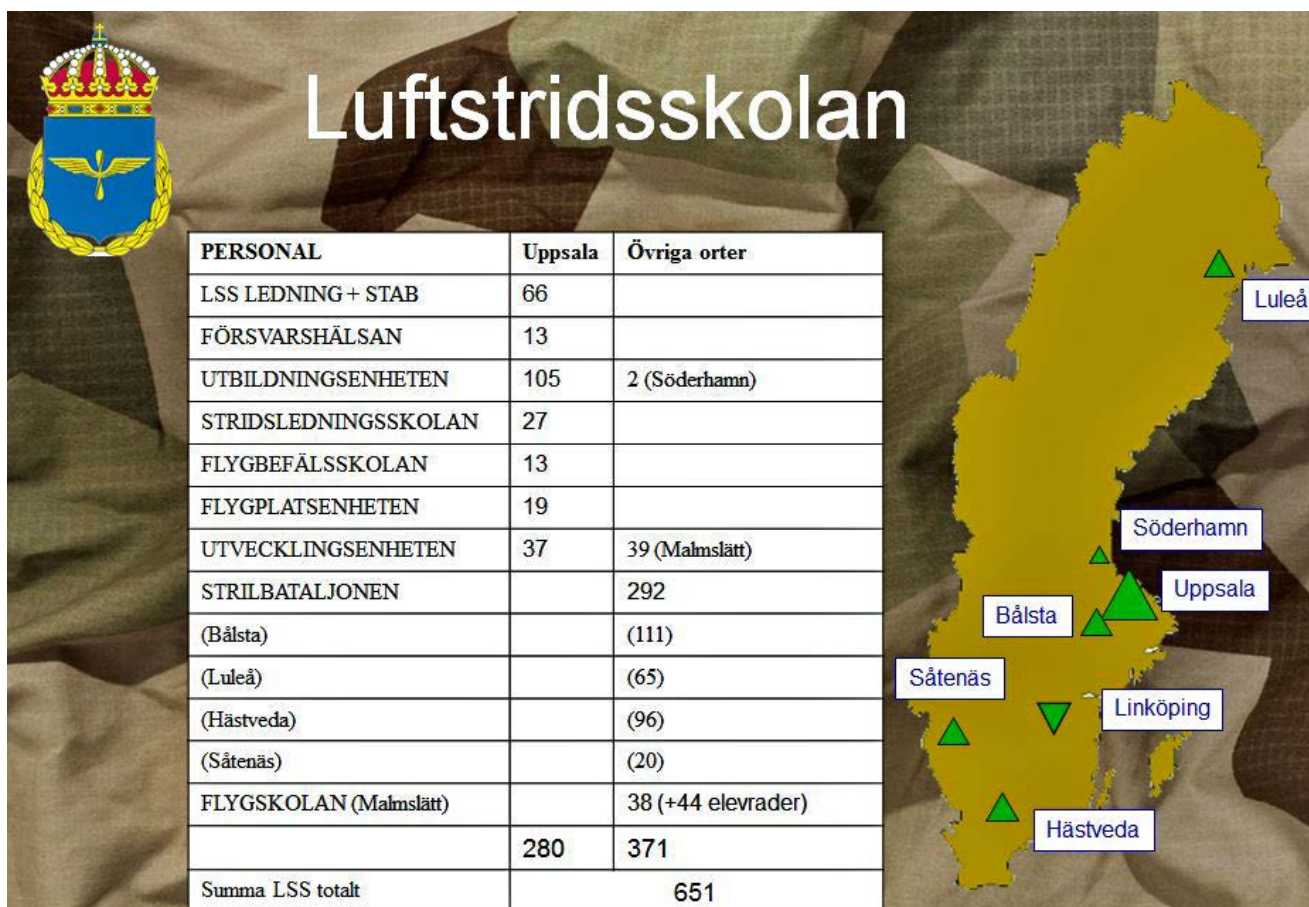 Luftstridsskolan
PERSONAL Uppsala Övriga orter
LSS LEDNING + STAB 66
FÖRSVARSHÄLSAN 13
UTBILDNINGSENHETEN 105 2 (Söderhamn)
STRIDSLEDNINGSSKOLAN 27
FLYGBEFÄLSSKOLAN 13
FLYGPLATSENHETEN 19
UTVECKLINGSENHETEN 37 39 (Malmslätt)
STRILBATALJONEN 292
(Bålsta) (111)
(Luleå) (65)
(Hästveda) (96)
(Såtenäs) (20)
FLYGSKOLAN (Malmslätt) 38 (+44 elevrader)
280 371
Summa LSS totalt 651
Luleå
Söderhamn
Uppsala
Bålsta
Såtenäs
Linköping
Hästveda